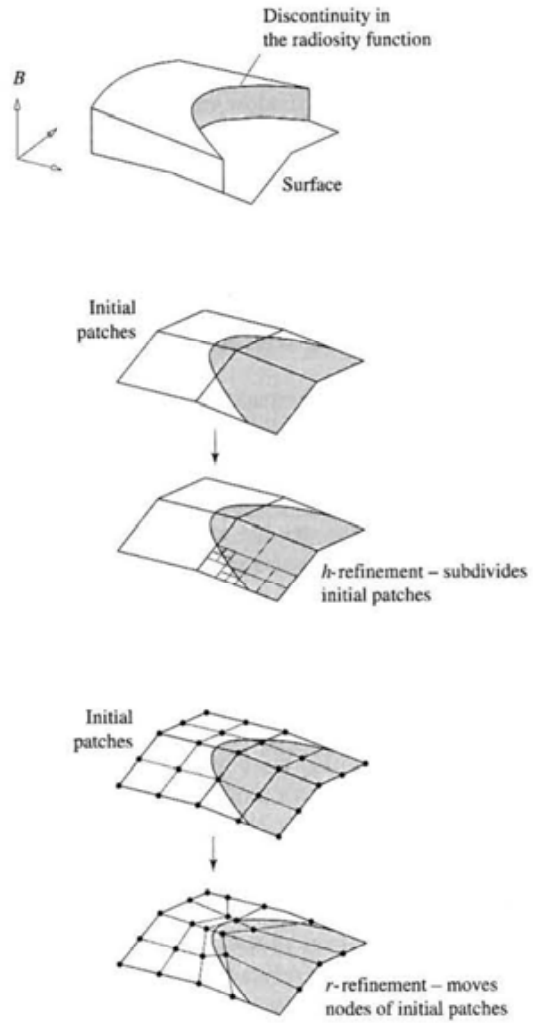 Discontinuity in
the radiosity function
B
Surface
Initial
patches
h-refinement – subdivides
initial patches
Initial
patches
r-refinement – moves
nodes of initial patches